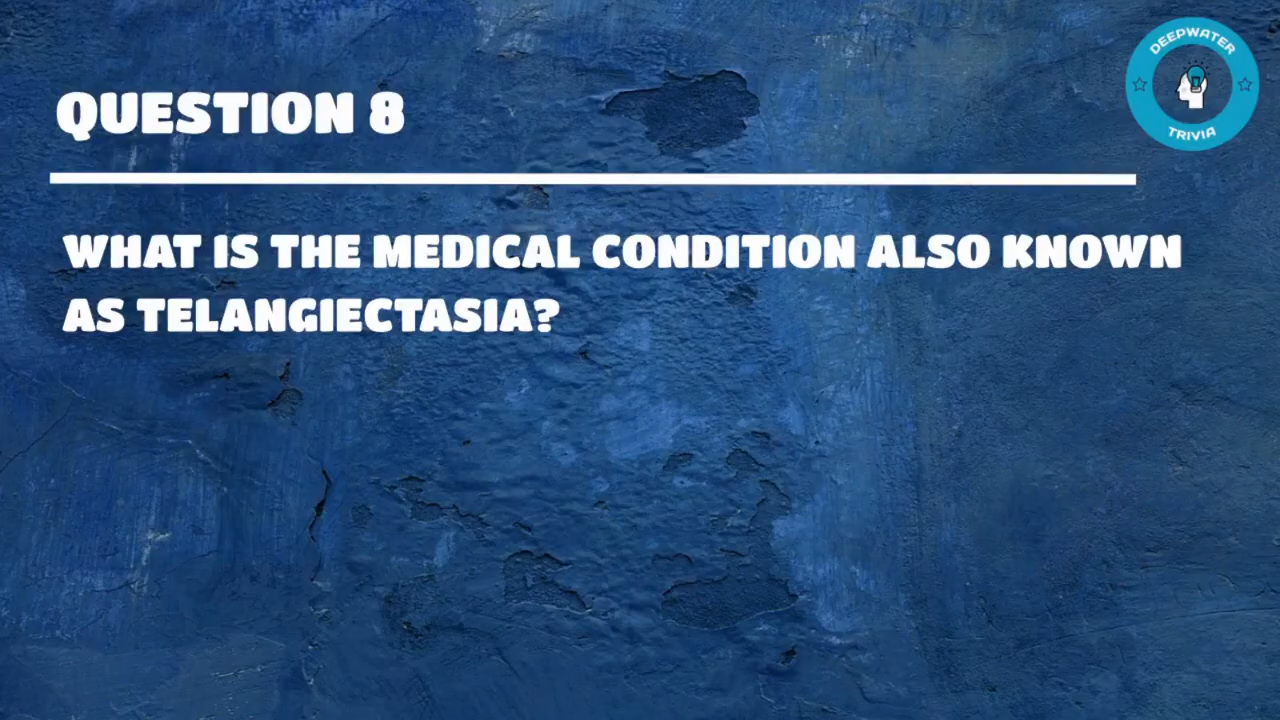 DEEPWATER
TRIVIA
QUESTION 8
WHAT IS THE MEDICAL CONDITION ALSO KNOWN
AS TELANGIECTASIA?